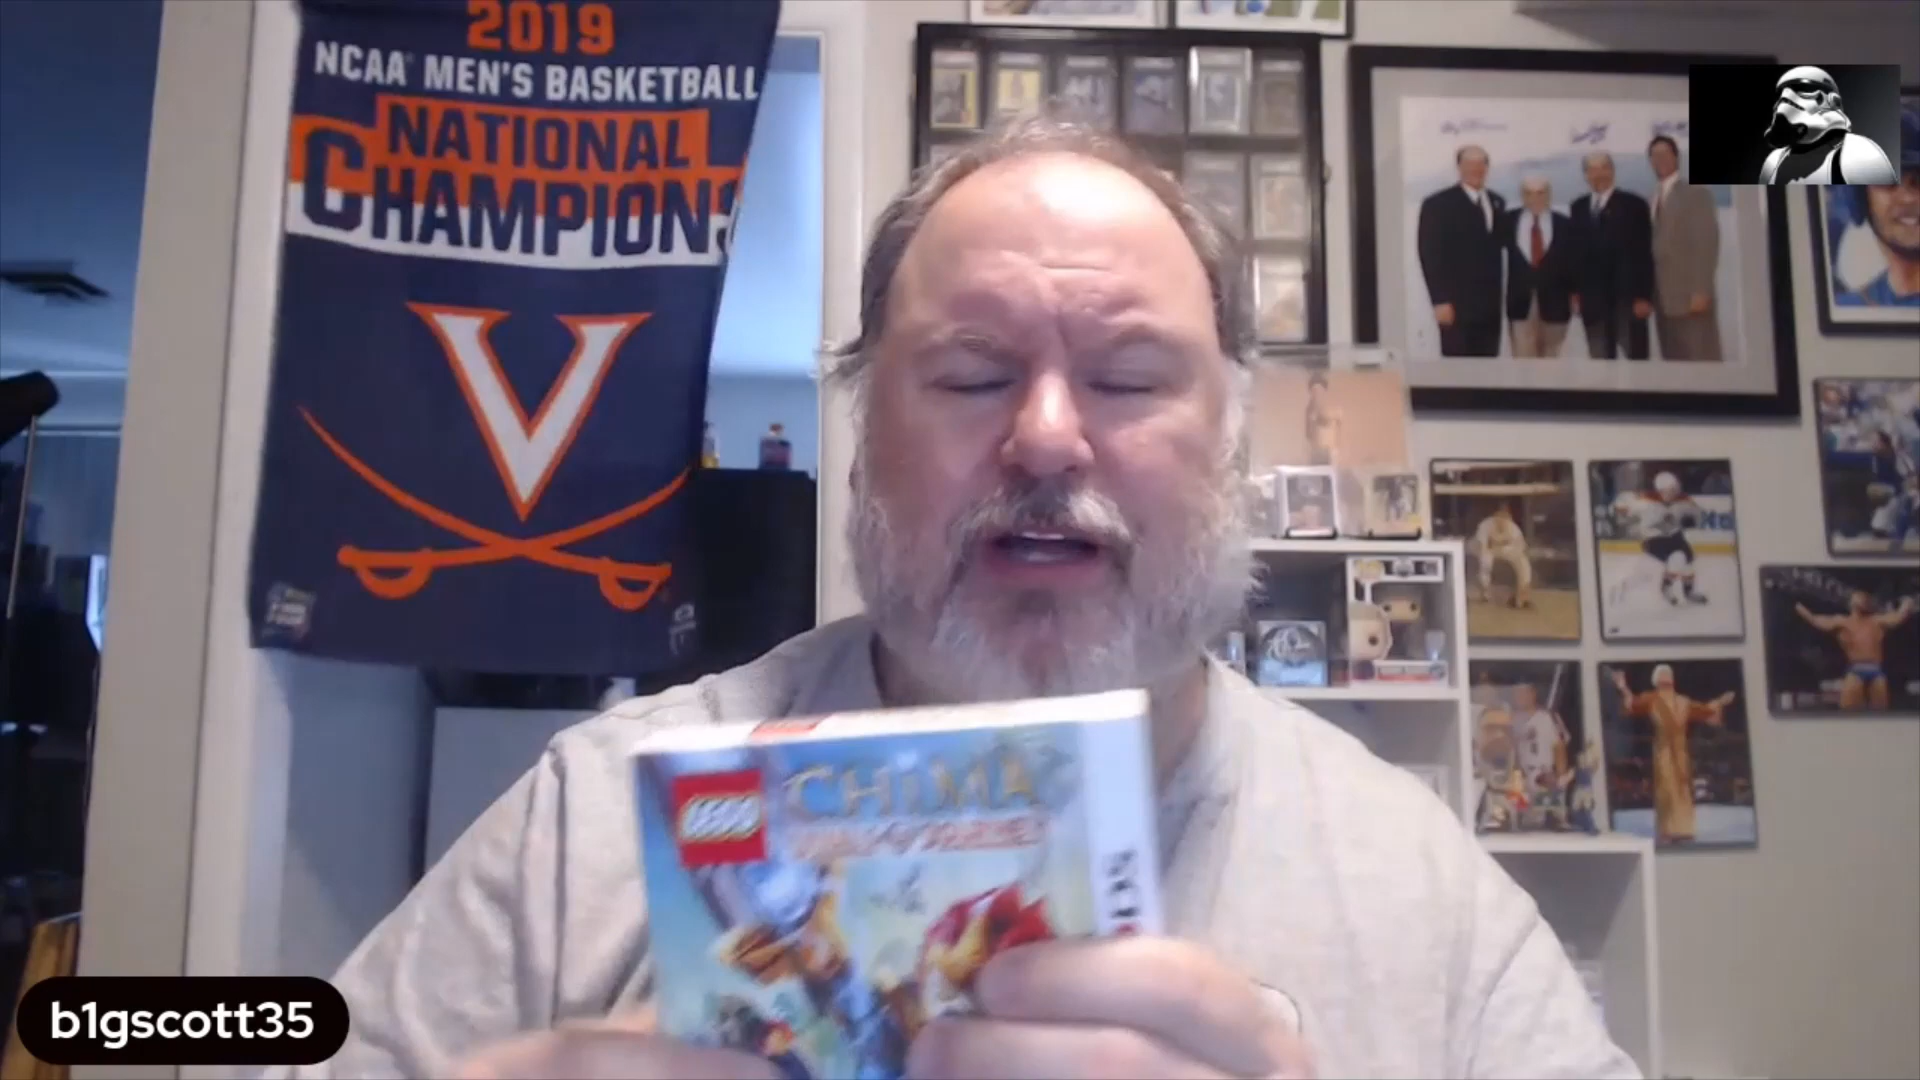 2019
NCAA MEN'S BASKETBALL
NATIONAL
CHAMPIONS
V
LEGO
CHIMA
3DS
b1gscott35